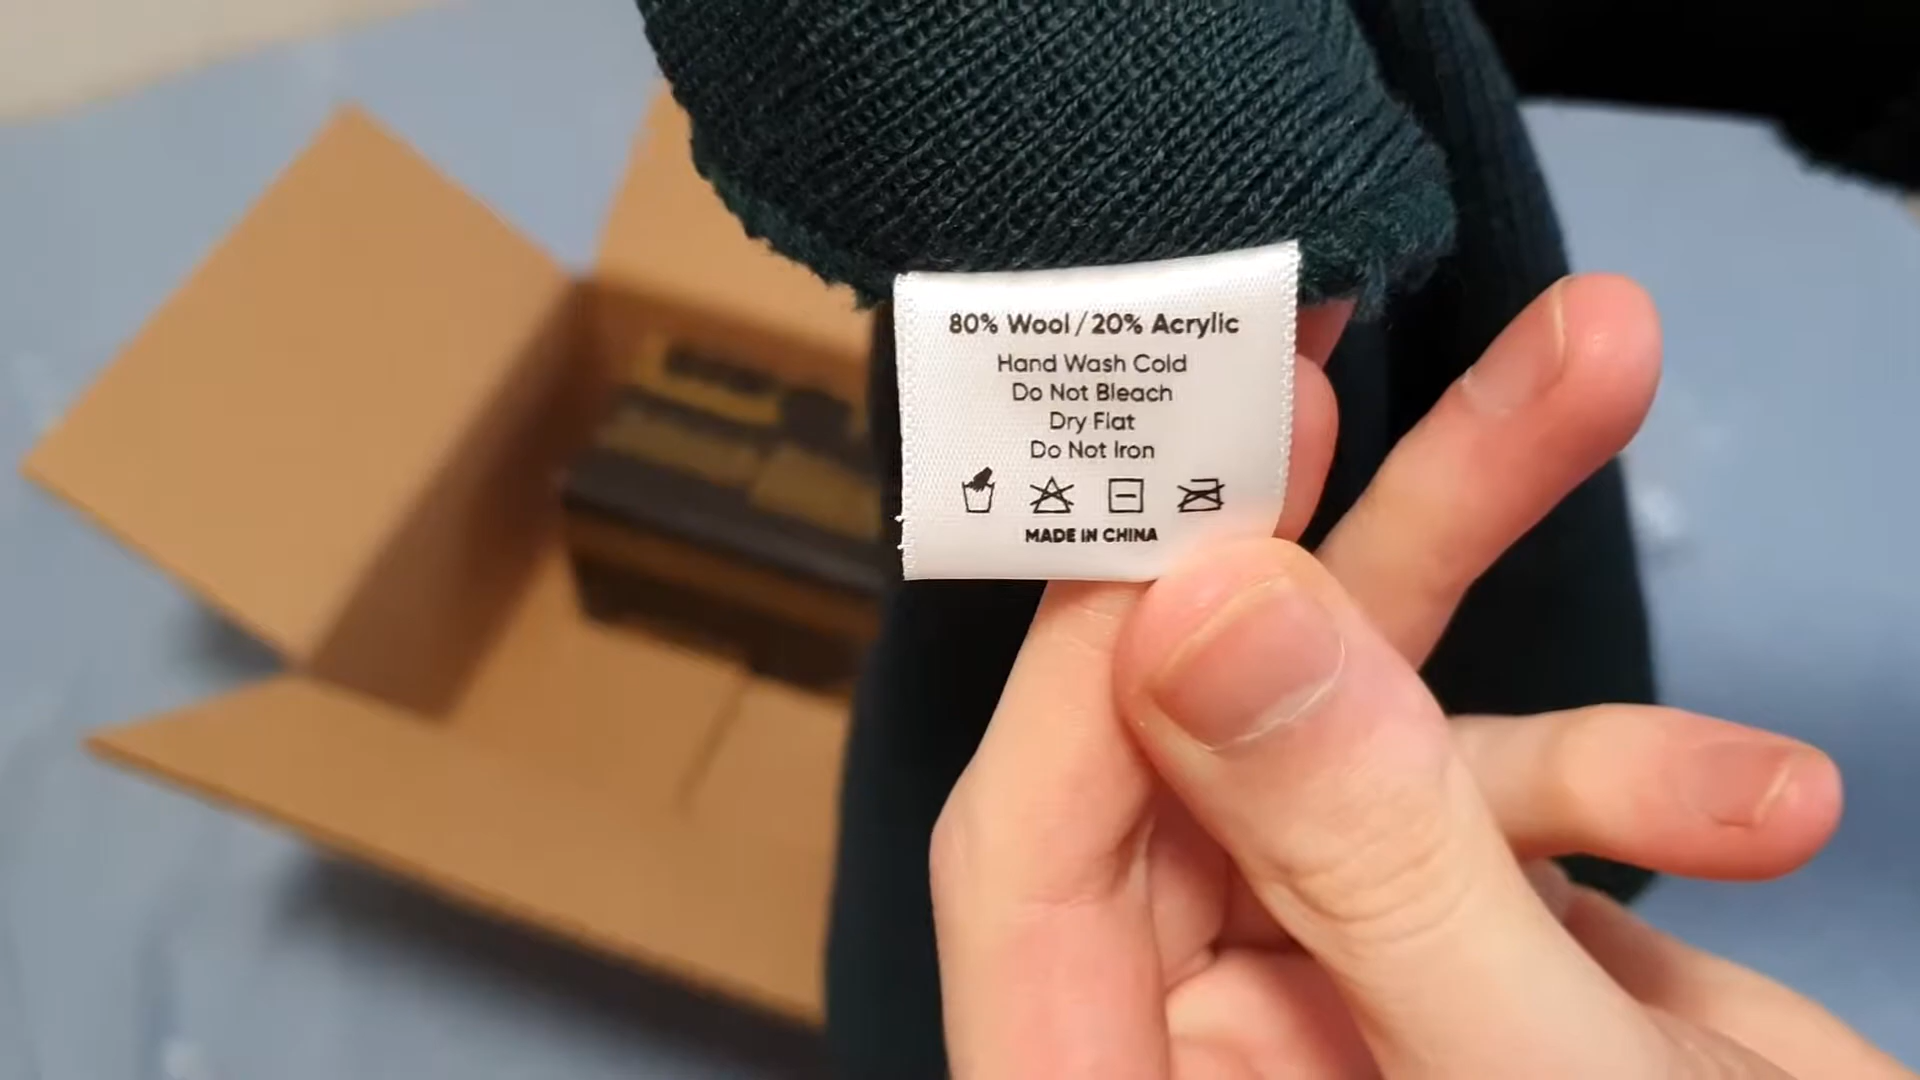 80% Wool / 20% Acrylic
Hand Wash Cold
Do Not Bleach
Dry Flat
Do Not Iron
MADE IN CHINA